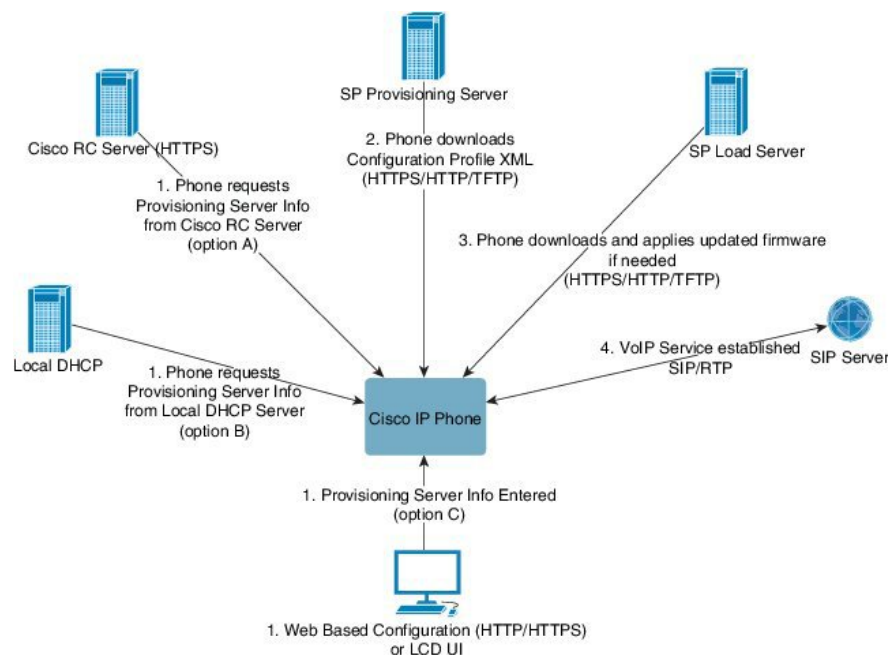 SP Provisioning Server
Cisco RC Server (HTTPS)
SP Load Server
2. Phone downloads
Configuration Profile XML
(HTTPS/HTTP/TFTP)
1. Phone requests
Provisioning Server Info
from Cisco RC Server
(option A)
3. Phone downloads and applies updated firmware
if needed
(HTTPS/HTTP/TFTP)
Local DHCP
1. Phone requests
Provisioning Server Info
from Local DHCP Server
(option B)
4. VoIP Service established
SIP/RTP
SIP Server
Cisco IP Phone
1. Provisioning Server Info Entered
(option C)
1. Web Based Configuration (HTTP/HTTPS)
or LCD UI